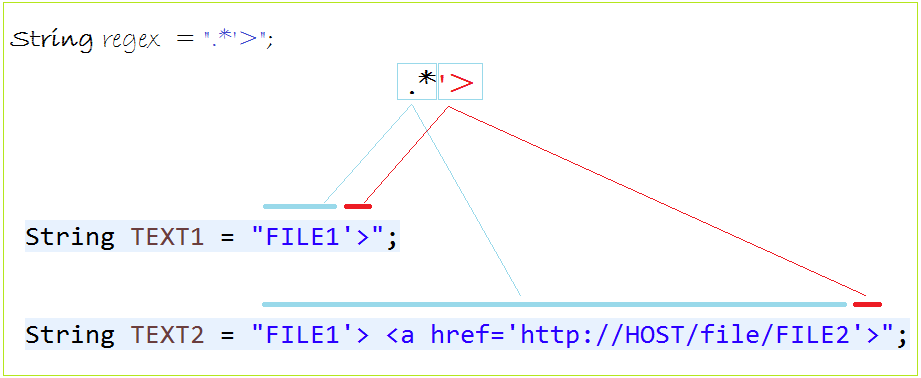 String regex = ".*'>";
.*'>
String TEXT1 = "FILE1'>";
String TEXT2 = "FILE1'> <a href='http://HOST/file/FILE2'>";